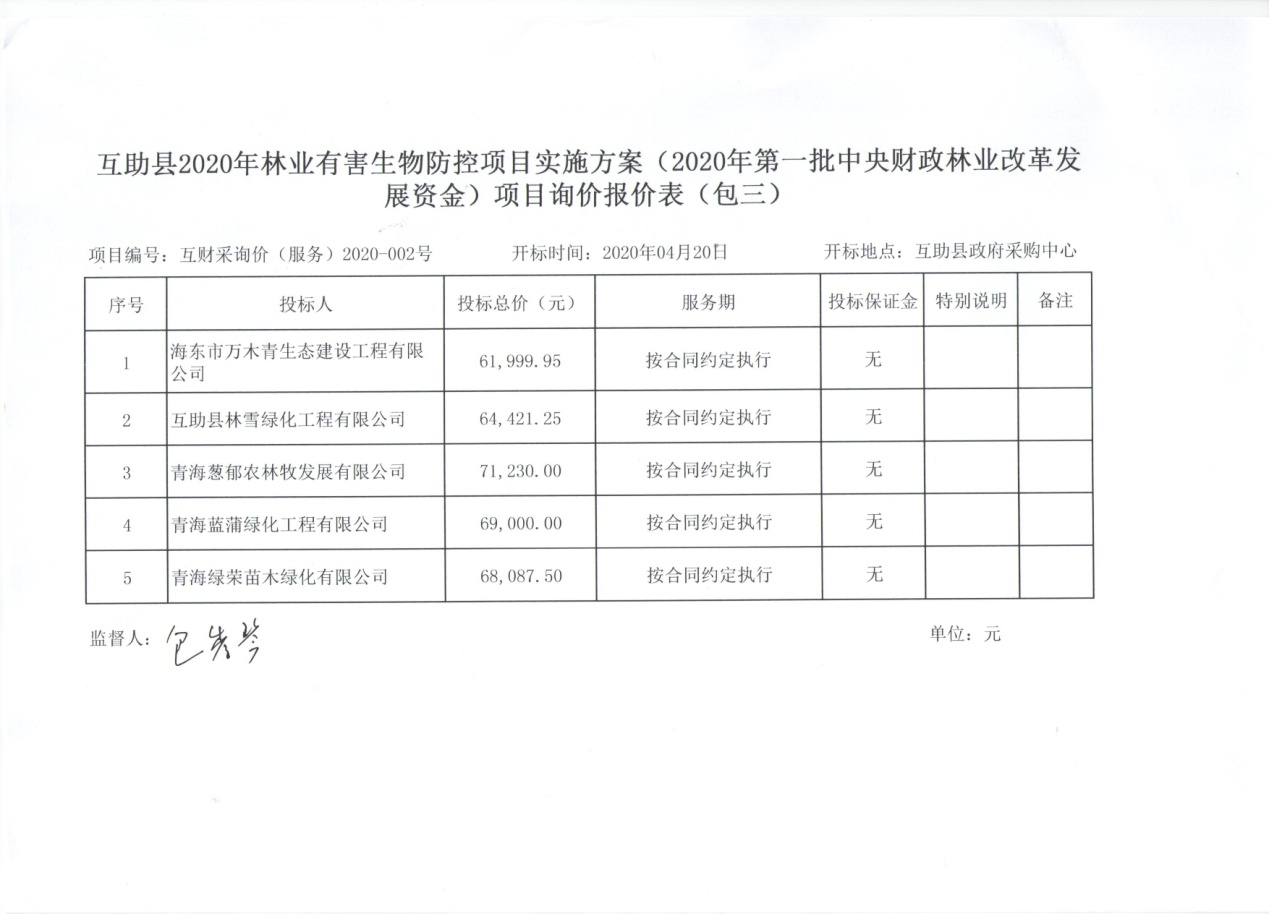 互助县2020年林业有害生物防控项目实施方案（2020年第一批中央财政林业改革发
展资金）项目询价报价表（包三）
项目编号：互财采询价（服务）2020-002号 开标时间：2020年04月20日 开标地点：互助县政府采购中心
序号 投标人 投标总价（元） 服务期 投标保证金 特别说明 备注
1 海东市万木青生态建设工程有限
公司 61,999.95 按合同约定执行 无
2 互助县林雪绿化工程有限公司 64,421.25 按合同约定执行 无
3 青海葱郁农林牧发展有限公司 71,230.00 按合同约定执行 无
4 青海蓝蒲绿化工程有限公司 69,000.00 按合同约定执行 无
5 青海绿荣苗木绿化有限公司 68,087.50 按合同约定执行 无
监督人： 单位：元